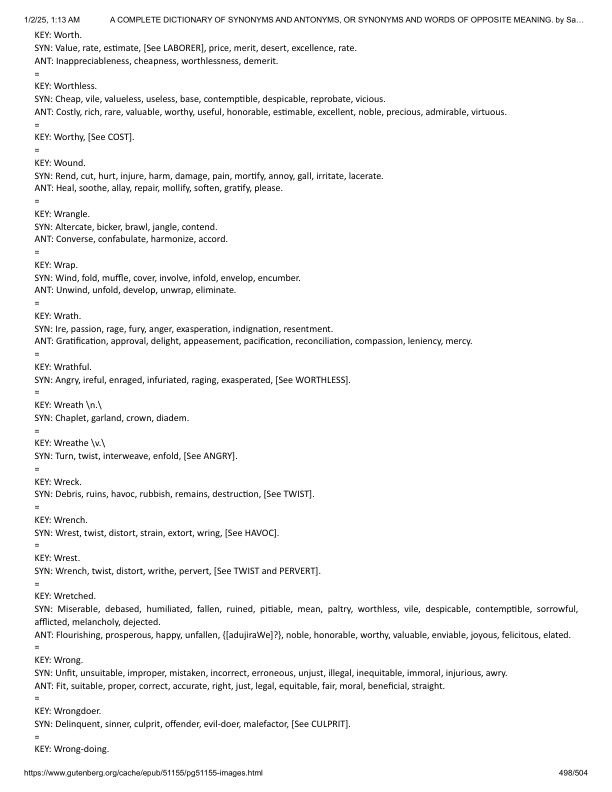 1/2/25, 1:13 AM A COMPLETE DICTIONARY OF SYNONYMS AND ANTONYMS, OR SYNONYMS AND WORDS OF OPPOSITE MEANING. by Sa…
KEY: Worth.
SYN: Value, rate, estimate, [See LABORER], price, merit, desert, excellence, rate.
ANT: Inappreciableness, cheapness, worthlessness, demerit.
=
KEY: Worthless.
SYN: Cheap, vile, valueless, useless, base, contemptible, despicable, reprobate, vicious.
ANT: Costly, rich, rare, valuable, worthy, useful, honorable, estimable, excellent, noble, precious, admirable, virtuous.
=
KEY: Worthy, [See COST].
=
KEY: Wound.
SYN: Rend, cut, hurt, injure, harm, damage, pain, mortify, annoy, gall, irritate, lacerate.
ANT: Heal, soothe, allay, repair, mollify, soften, gratify, please.
=
KEY: Wrangle.
SYN: Altercate, bicker, brawl, jangle, contend.
ANT: Converse, confabulate, harmonize, accord.
=
KEY: Wrap.
SYN: Wind, fold, muffle, cover, involve, infold, envelop, encumber.
ANT: Unwind, unfold, develop, unwrap, eliminate.
=
KEY: Wrath.
SYN: Ire, passion, rage, fury, anger, exasperation, indignation, resentment.
ANT: Gratification, approval, delight, appeasement, pacification, reconciliation, compassion, leniency, mercy.
=
KEY: Wrathful.
SYN: Angry, ireful, enraged, infuriated, raging, exasperated, [See WORTHLESS].
=
KEY: Wreath \n.\
SYN: Chaplet, garland, crown, diadem.
=
KEY: Wreathe \v.\
SYN: Turn, twist, interweave, enfold, [See ANGRY].
=
KEY: Wreck.
SYN: Debris, ruins, havoc, rubbish, remains, destruction, [See TWIST].
=
KEY: Wrench.
SYN: Wrest, twist, distort, strain, extort, wring, [See HAVOC].
=
KEY: Wrest.
SYN: Wrench, twist, distort, writhe, pervert, [See TWIST and PERVERT].
=
KEY: Wretched.
SYN: Miserable, debased, humiliated, fallen, ruined, pitiable, mean, paltry, worthless, vile, despicable, contemptible, sorrowful,
afflicted, melancholy, dejected.
ANT: Flourishing, prosperous, happy, unfallen, {[adujiraWe]?}, noble, honorable, worthy, valuable, enviable, joyous, felicitous, elated.
=
KEY: Wrong.
SYN: Unfit, unsuitable, improper, mistaken, incorrect, erroneous, unjust, illegal, inequitable, immoral, injurious, awry.
ANT: Fit, suitable, proper, correct, accurate, right, just, legal, equitable, fair, moral, beneficial, straight.
=
KEY: Wrongdoer.
SYN: Delinquent, sinner, culprit, offender, evil-doer, malefactor, [See CULPRIT].
=
KEY: Wrong-doing.
https://www.gutenberg.org/cache/epub/51155/pg51155-images.html 498/504